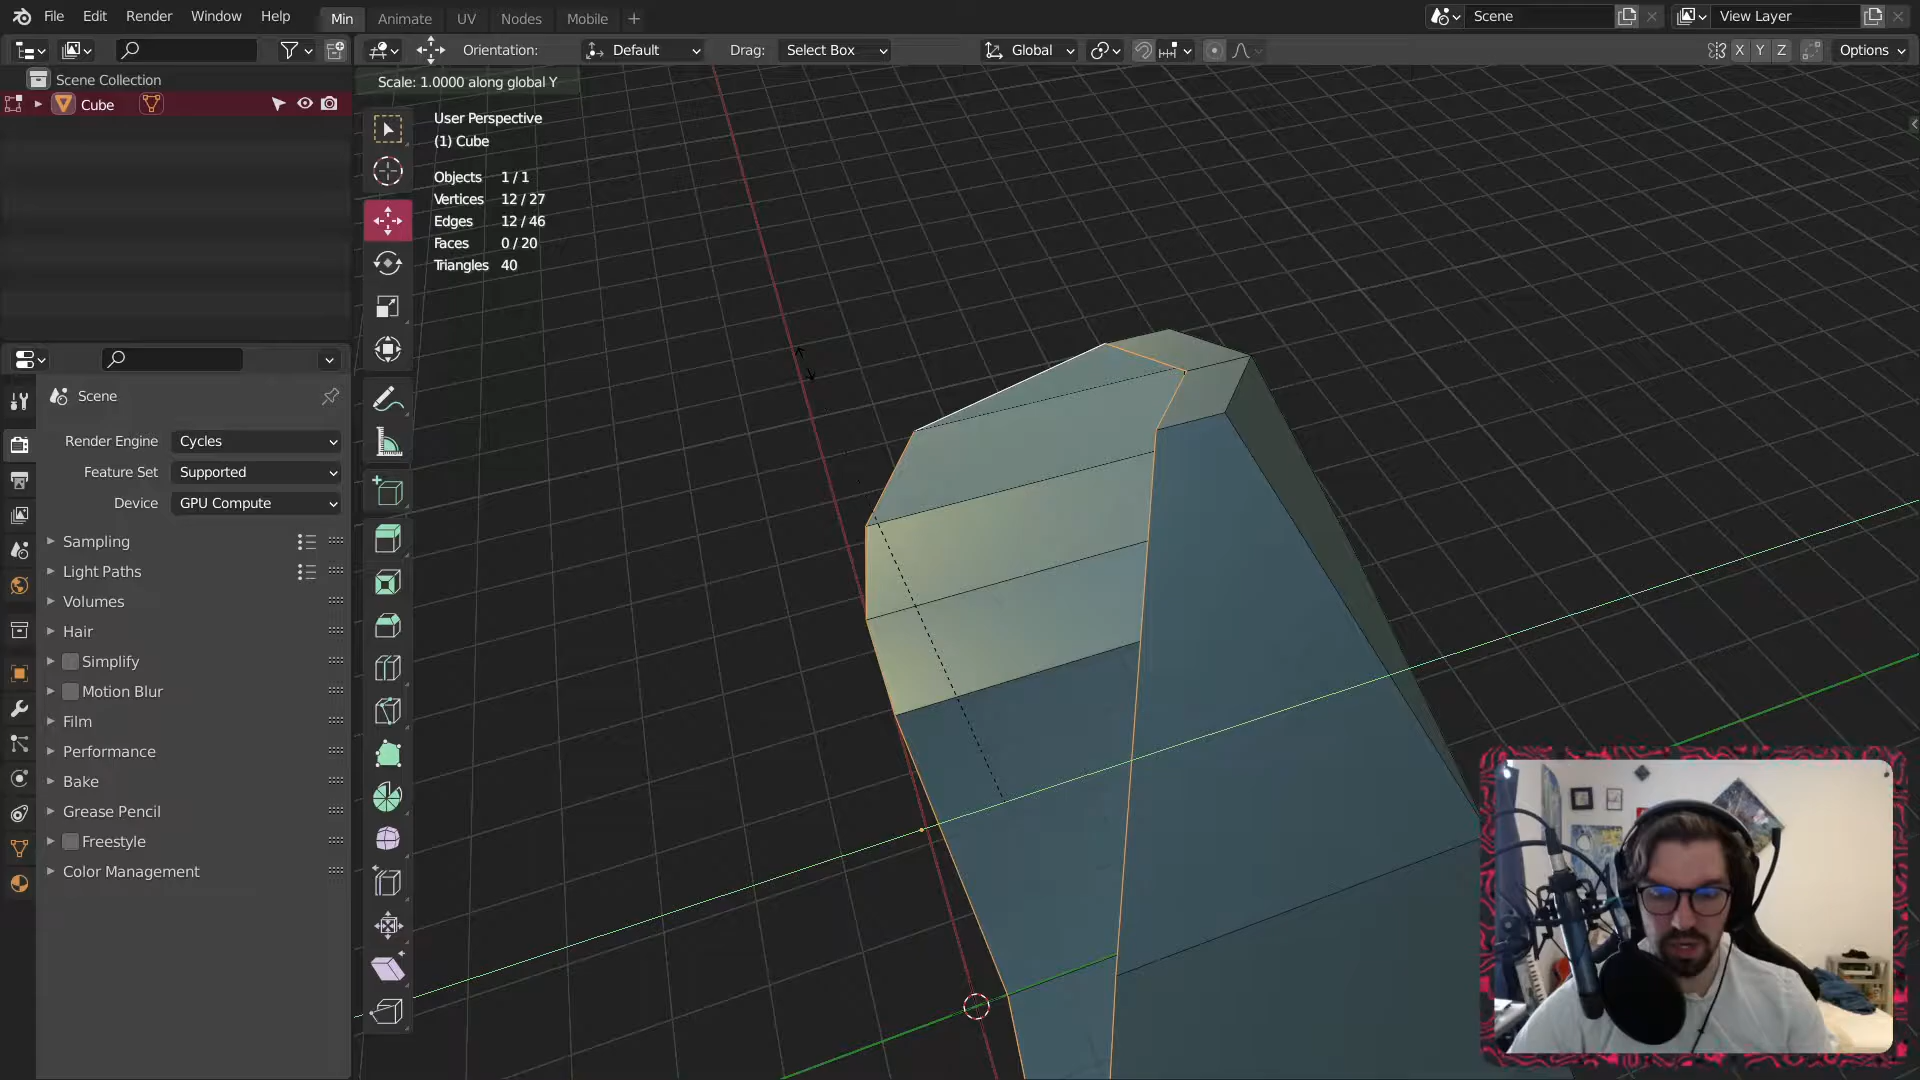 File Edit Render Window Help Min Animate UV Nodes Mobile Scene View Layer
Orientation: Default Drag: Select Box Global X Y Z Options
Scene Collection
Cube
Scale: 1.0000 along global Y
User Perspective
(1) Cube
Objects 1 / 1
Vertices 12 / 27
Edges 12 / 46
Faces 0 / 20
Triangles 40
Scene
Render Engine Cycles
Feature Set Supported
Device GPU Compute
Sampling
Light Paths
Volumes
Hair
Simplify
Motion Blur
Film
Performance
Bake
Grease Pencil
Freestyle
Color Management